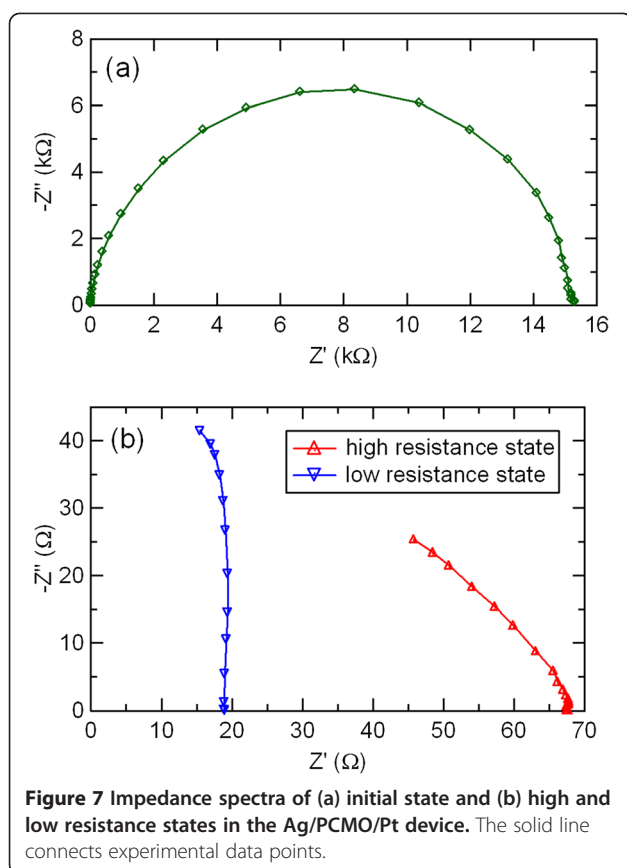 (a)
8
6
4
2
0
-Z" (kΩ)
0 2 4 6 8 10 12 14 16
Z' (kΩ)
(b)
high resistance state
low resistance state
40
30
20
10
0
-Z" (Ω)
0 10 20 30 40 50 60 70
Z' (Ω)
Figure 7 Impedance spectra of (a) initial state and (b) high and
low resistance states in the Ag/PCMO/Pt device. The solid line
connects experimental data points.